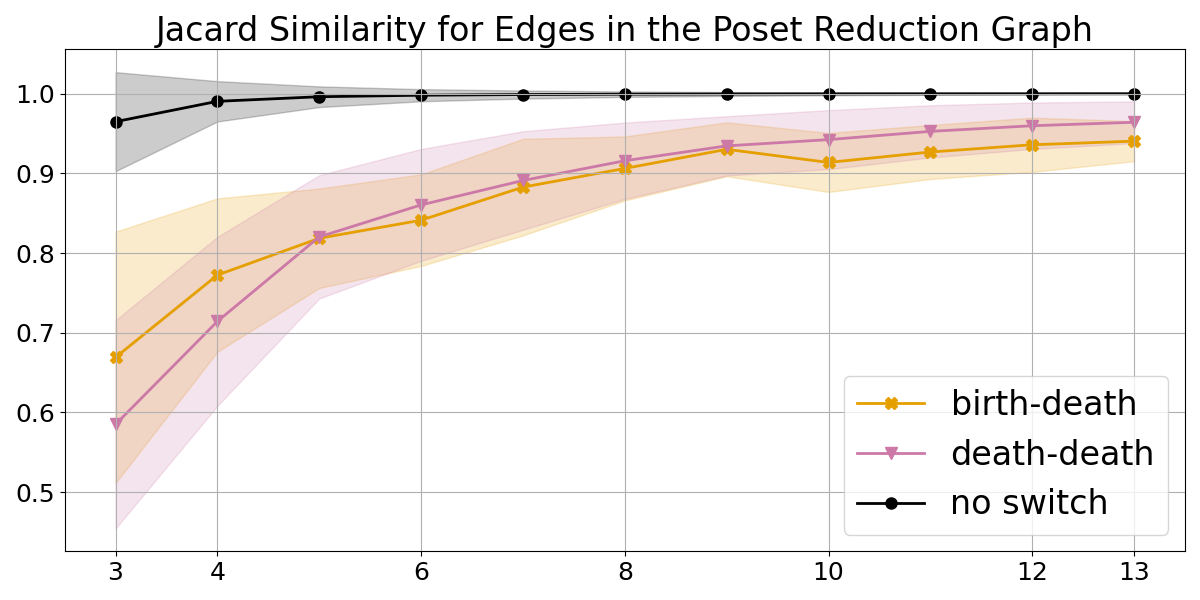 Jacard Similarity for Edges in the Poset Reduction Graph
1.0
0.9
0.8
0.7
0.6
0.5
birth-death
death-death
no switch
3 4 6 8 10 12 13